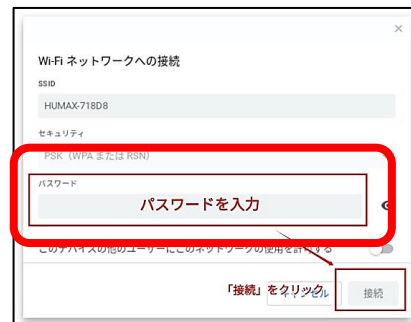 ×
Wi-Fi ネットワークへの接続
SSID
HUMAX-718D8
セキュリティ
PSK（WPA または RSN）
パスワード
パスワードを入力
このデバイスの他のユーザーにこのネットワークの使用を許可する
「接続」をクリック
キャンセル
接続